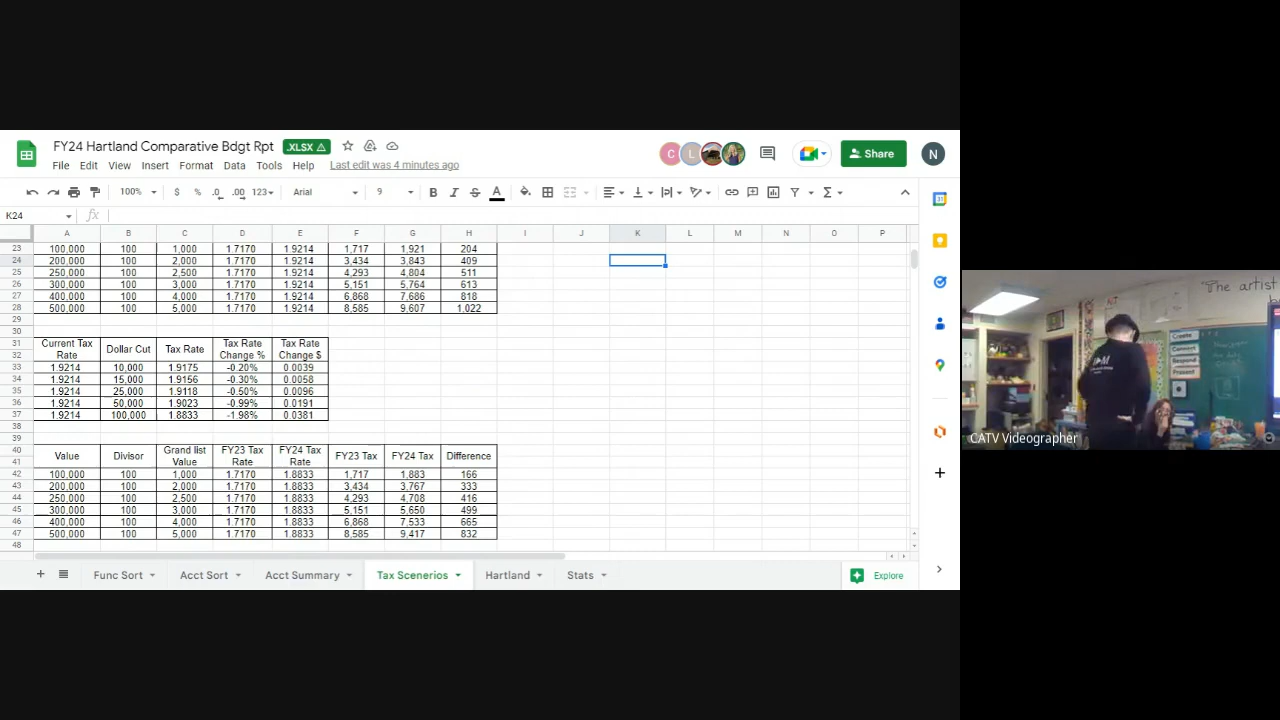 FY24 Hartland Comparative Bdgt Rpt .XLSX
Share N
File Edit View Insert Format Data Tools Help Last edit was 4 minutes ago
100% $ % .0 .00 123 Arial 9 B I S A
K24 fx
A B C D E F G H I J K L M N O P
23 100,000 100 1,000 1.7170 1.9214 1,717 1,921 204
24 200,000 100 2,000 1.7170 1.9214 3,434 3,843 409
25 250,000 100 2,500 1.7170 1.9214 4,293 4,804 511
26 300,000 100 3,000 1.7170 1.9214 5,151 5,764 613
27 400,000 100 4,000 1.7170 1.9214 6,868 7,686 818
28 500,000 100 5,000 1.7170 1.9214 8,585 9,607 1,022
29
30
31 Current Tax Dollar Cut Tax Rate Tax Rate Tax Rate
32 Rate Change % Change $
33 1.9214 10,000 1.9175 -0.20% 0.0039
34 1.9214 15,000 1.9156 -0.30% 0.0058
35 1.9214 25,000 1.9118 -0.50% 0.0096
36 1.9214 50,000 1.9023 -0.99% 0.0191
37 1.9214 100,000 1.8833 -1.98% 0.0381
38
39
40 Value Divisor Grand list FY23 Tax FY24 Tax FY23 Tax FY24 Tax Difference
41 Value Rate Rate
42 100,000 100 1,000 1.7170 1.8833 1,717 1,883 166
43 200,000 100 2,000 1.7170 1.8833 3,434 3,767 333
44 250,000 100 2,500 1.7170 1.8833 4,293 4,708 416
45 300,000 100 3,000 1.7170 1.8833 5,151 5,650 499
46 400,000 100 4,000 1.7170 1.8833 6,868 7,533 665
47 500,000 100 5,000 1.7170 1.8833 8,585 9,417 832
48
Func Sort Acct Sort Acct Summary Tax Scenerios Hartland Stats Explore
"The artist
Create
Connect
Respond
Present
CATV Videographer